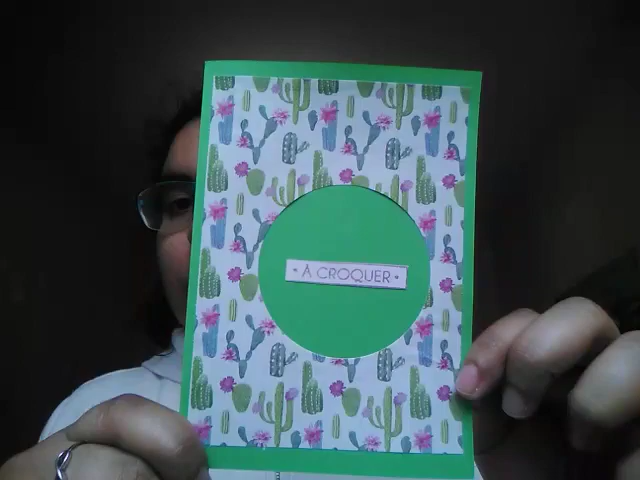 • À CROQUER •